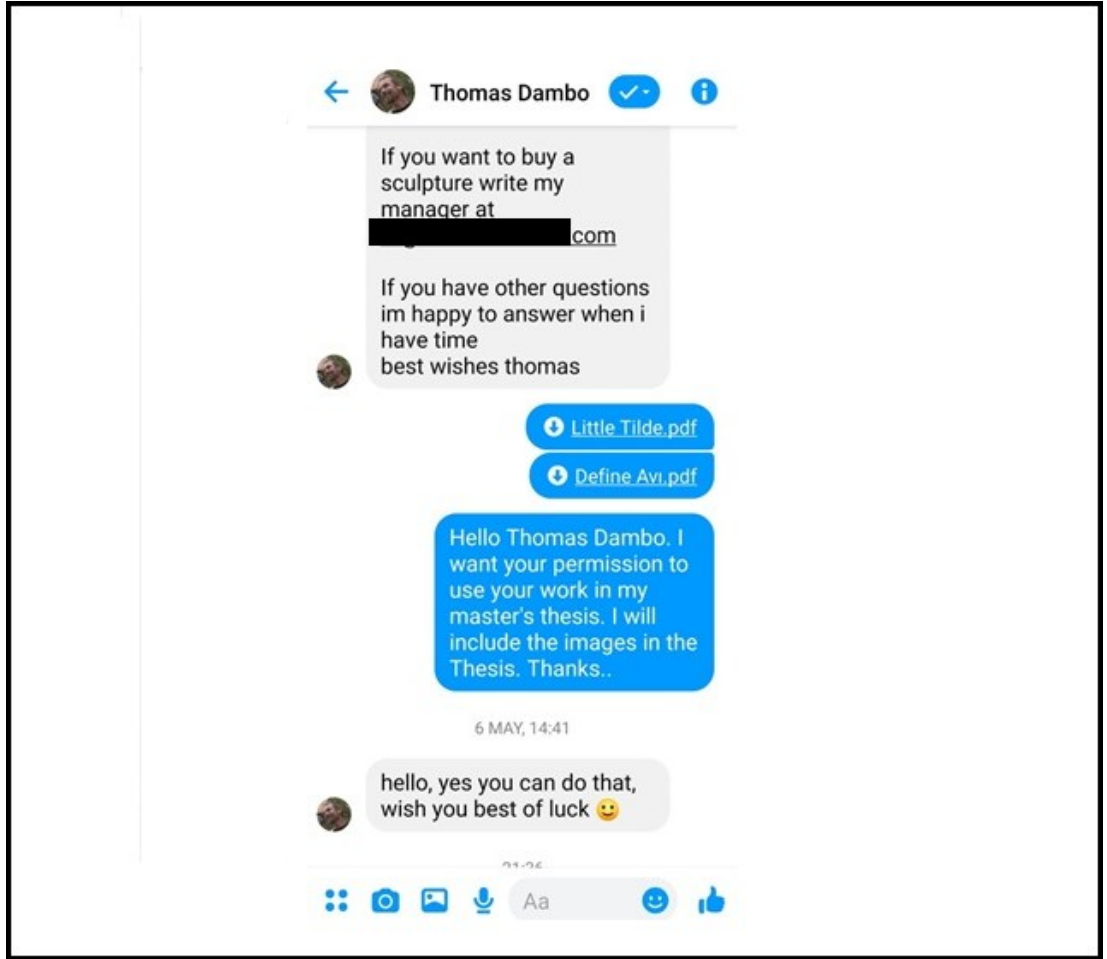 Thomas Dambo
If you want to buy a
sculpture write my
manager at
com
If you have other questions
im happy to answer when i
have time
best wishes thomas
Little Tilde.pdf
Define Avı.pdf
Hello Thomas Dambo. I
want your permission to
use your work in my
master's thesis. I will
include the images in the
Thesis. Thanks..
6 MAY, 14:41
hello, yes you can do that,
wish you best of luck 🙂
Aa